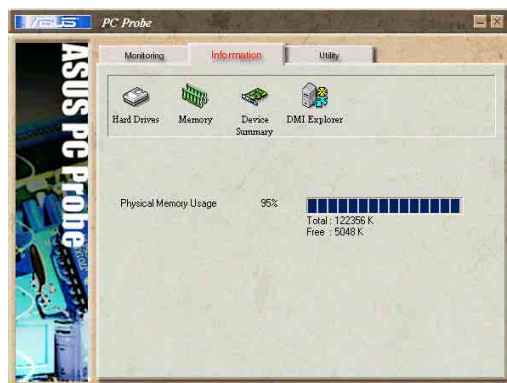 /ISUS
PC Probe
ASUS PC Probe
Monitoring
Information
Utility
Hard Drives
Memory
Device Summary
DMI Explorer
Physical Memory Usage
95%
Total : 122356 K
Free : 5048 K